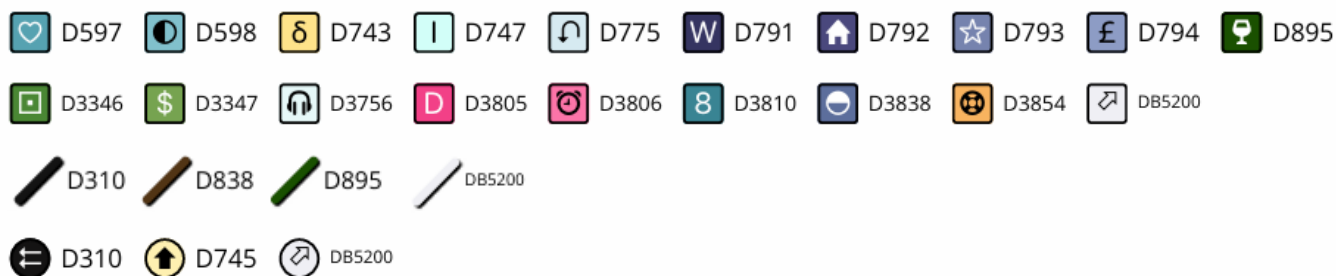 D597 δ D598 D743 I D747 D775 W D791 D792 D793 £ D794 D895
D3346 $ D3347 D3756 D D3805 D3806 8 D3810 D3838 D3854 DB5200
D310 D838 D895 DB5200
D310 D745 DB5200